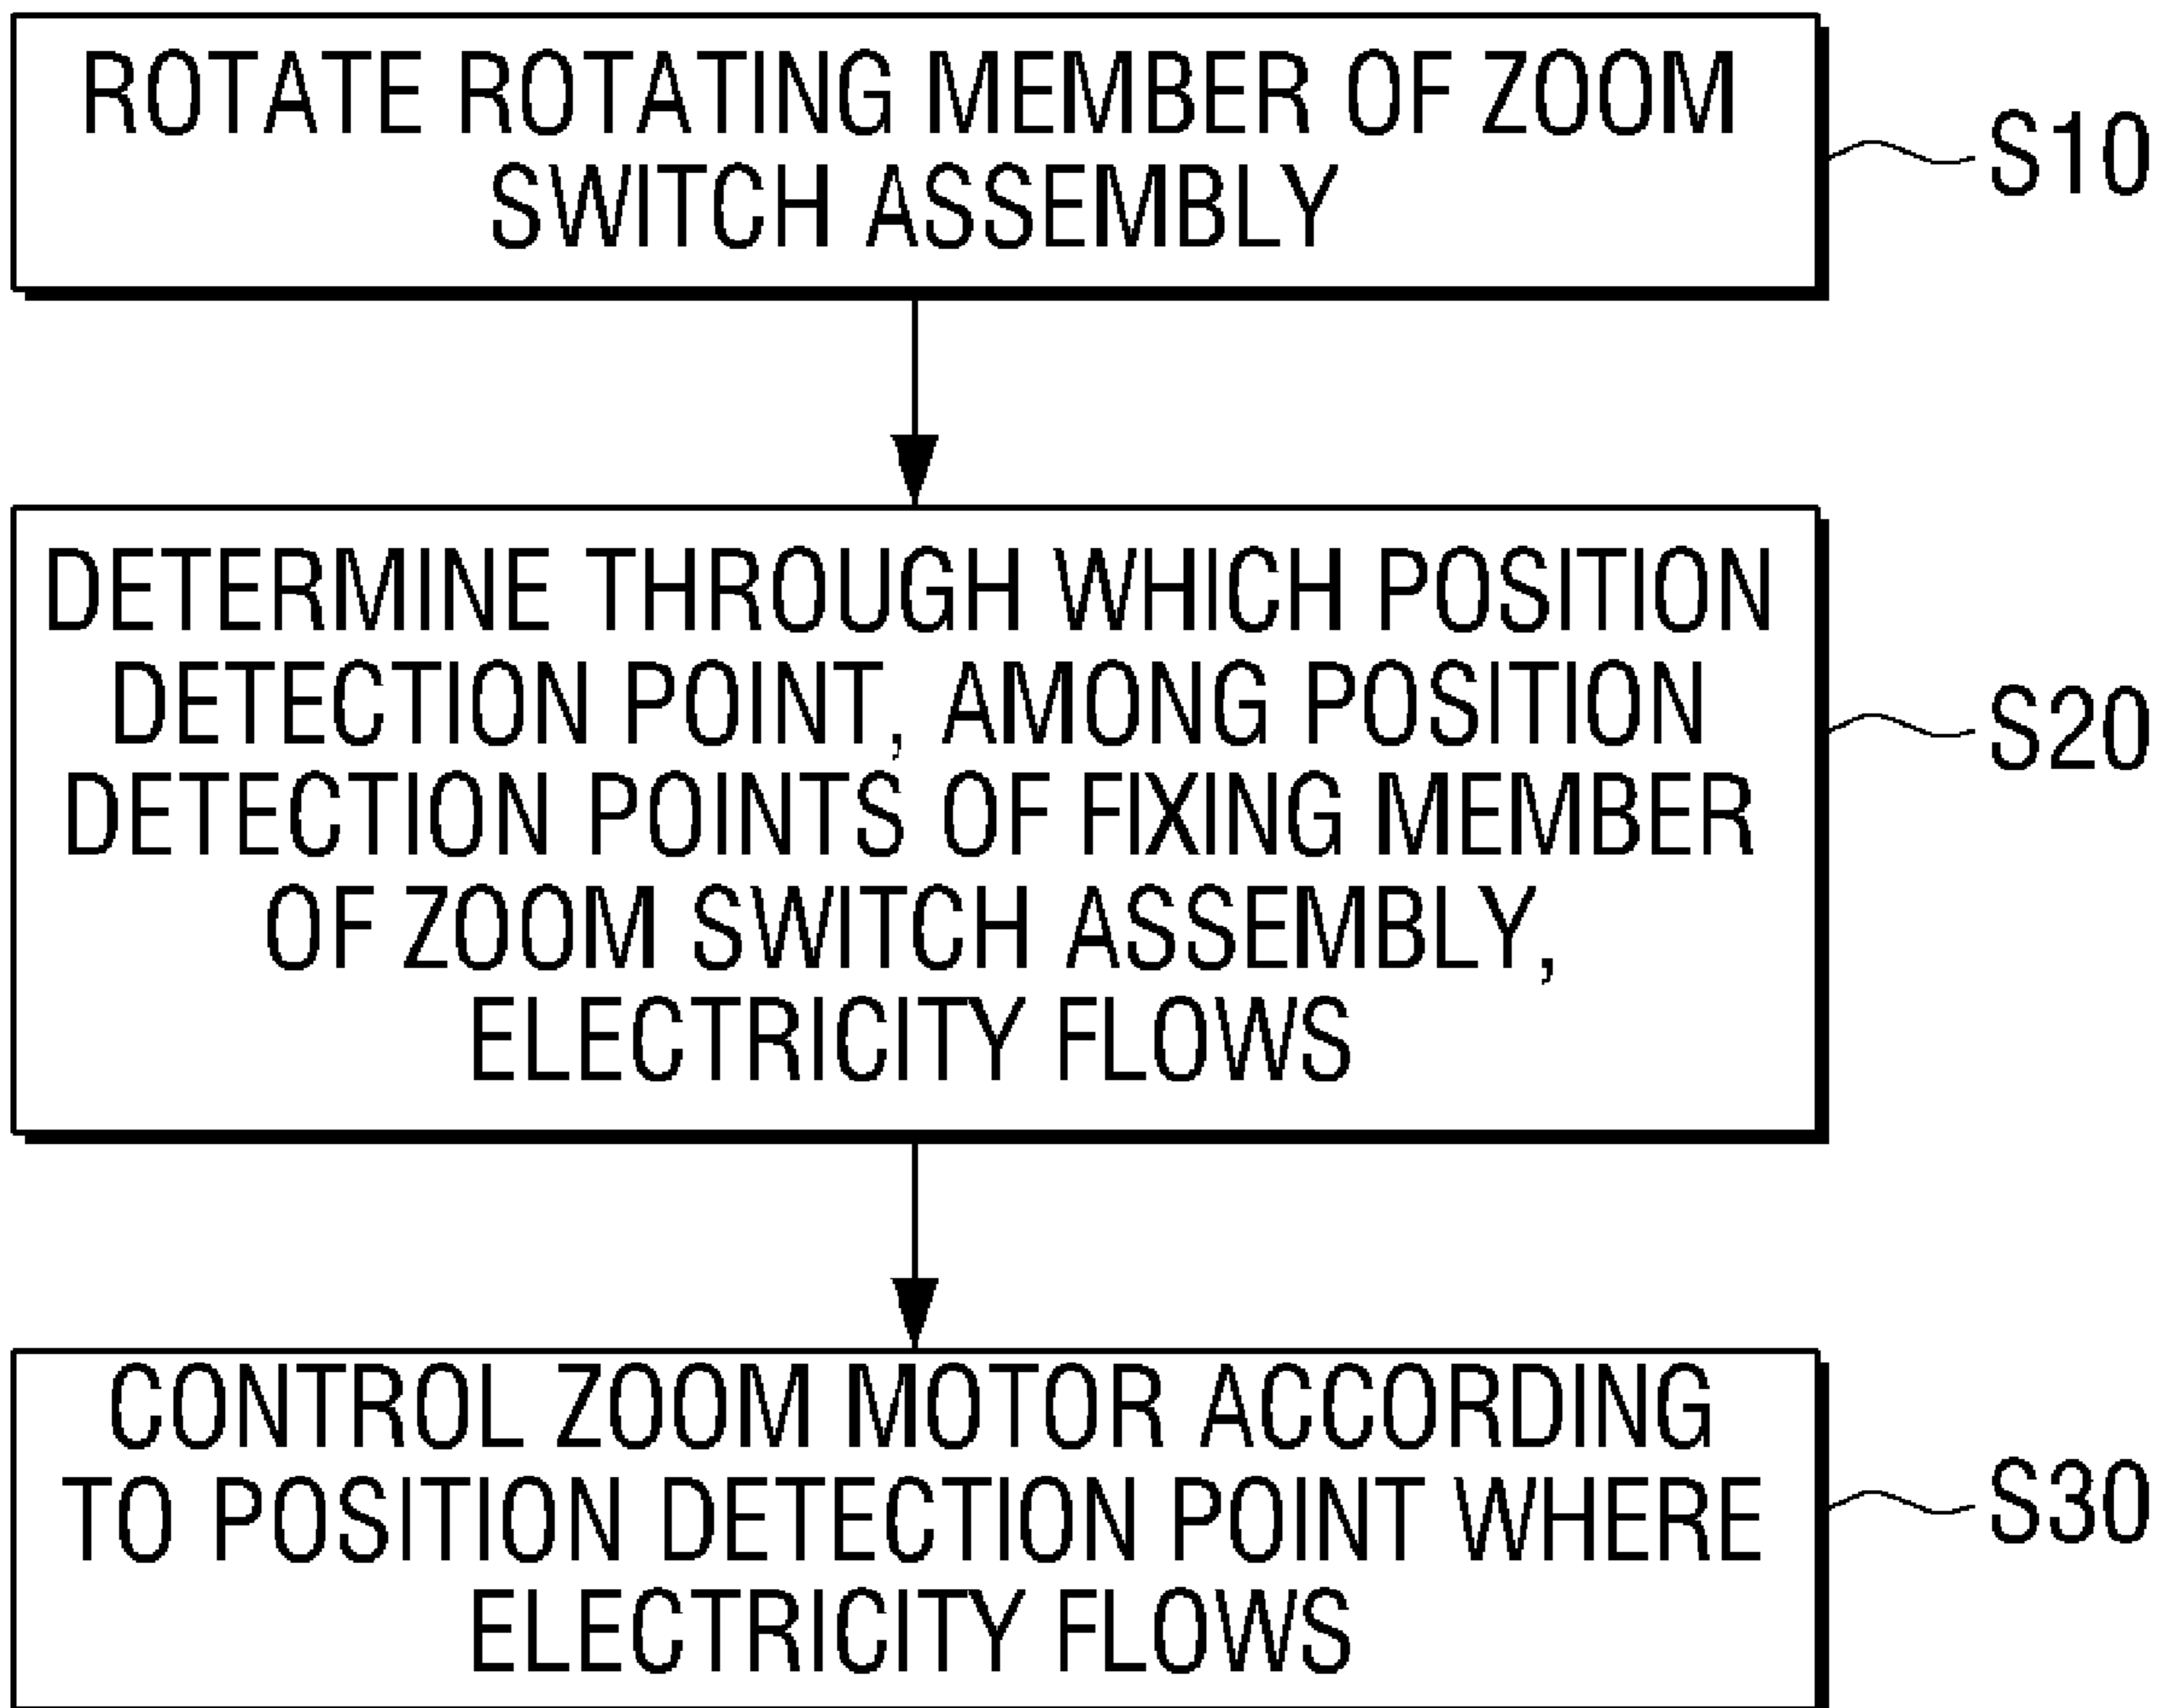 ROTATE ROTATING MEMBER OF ZOOM
SWITCH ASSEMBLY
S10
DETERMINE THROUGH WHICH POSITION
DETECTION POINT, AMONG POSITION
DETECTION POINTS OF FIXING MEMBER
OF ZOOM SWITCH ASSEMBLY,
ELECTRICITY FLOWS
S20
CONTROL ZOOM MOTOR ACCORDING
TO POSITION DETECTION POINT WHERE
ELECTRICITY FLOWS
S30